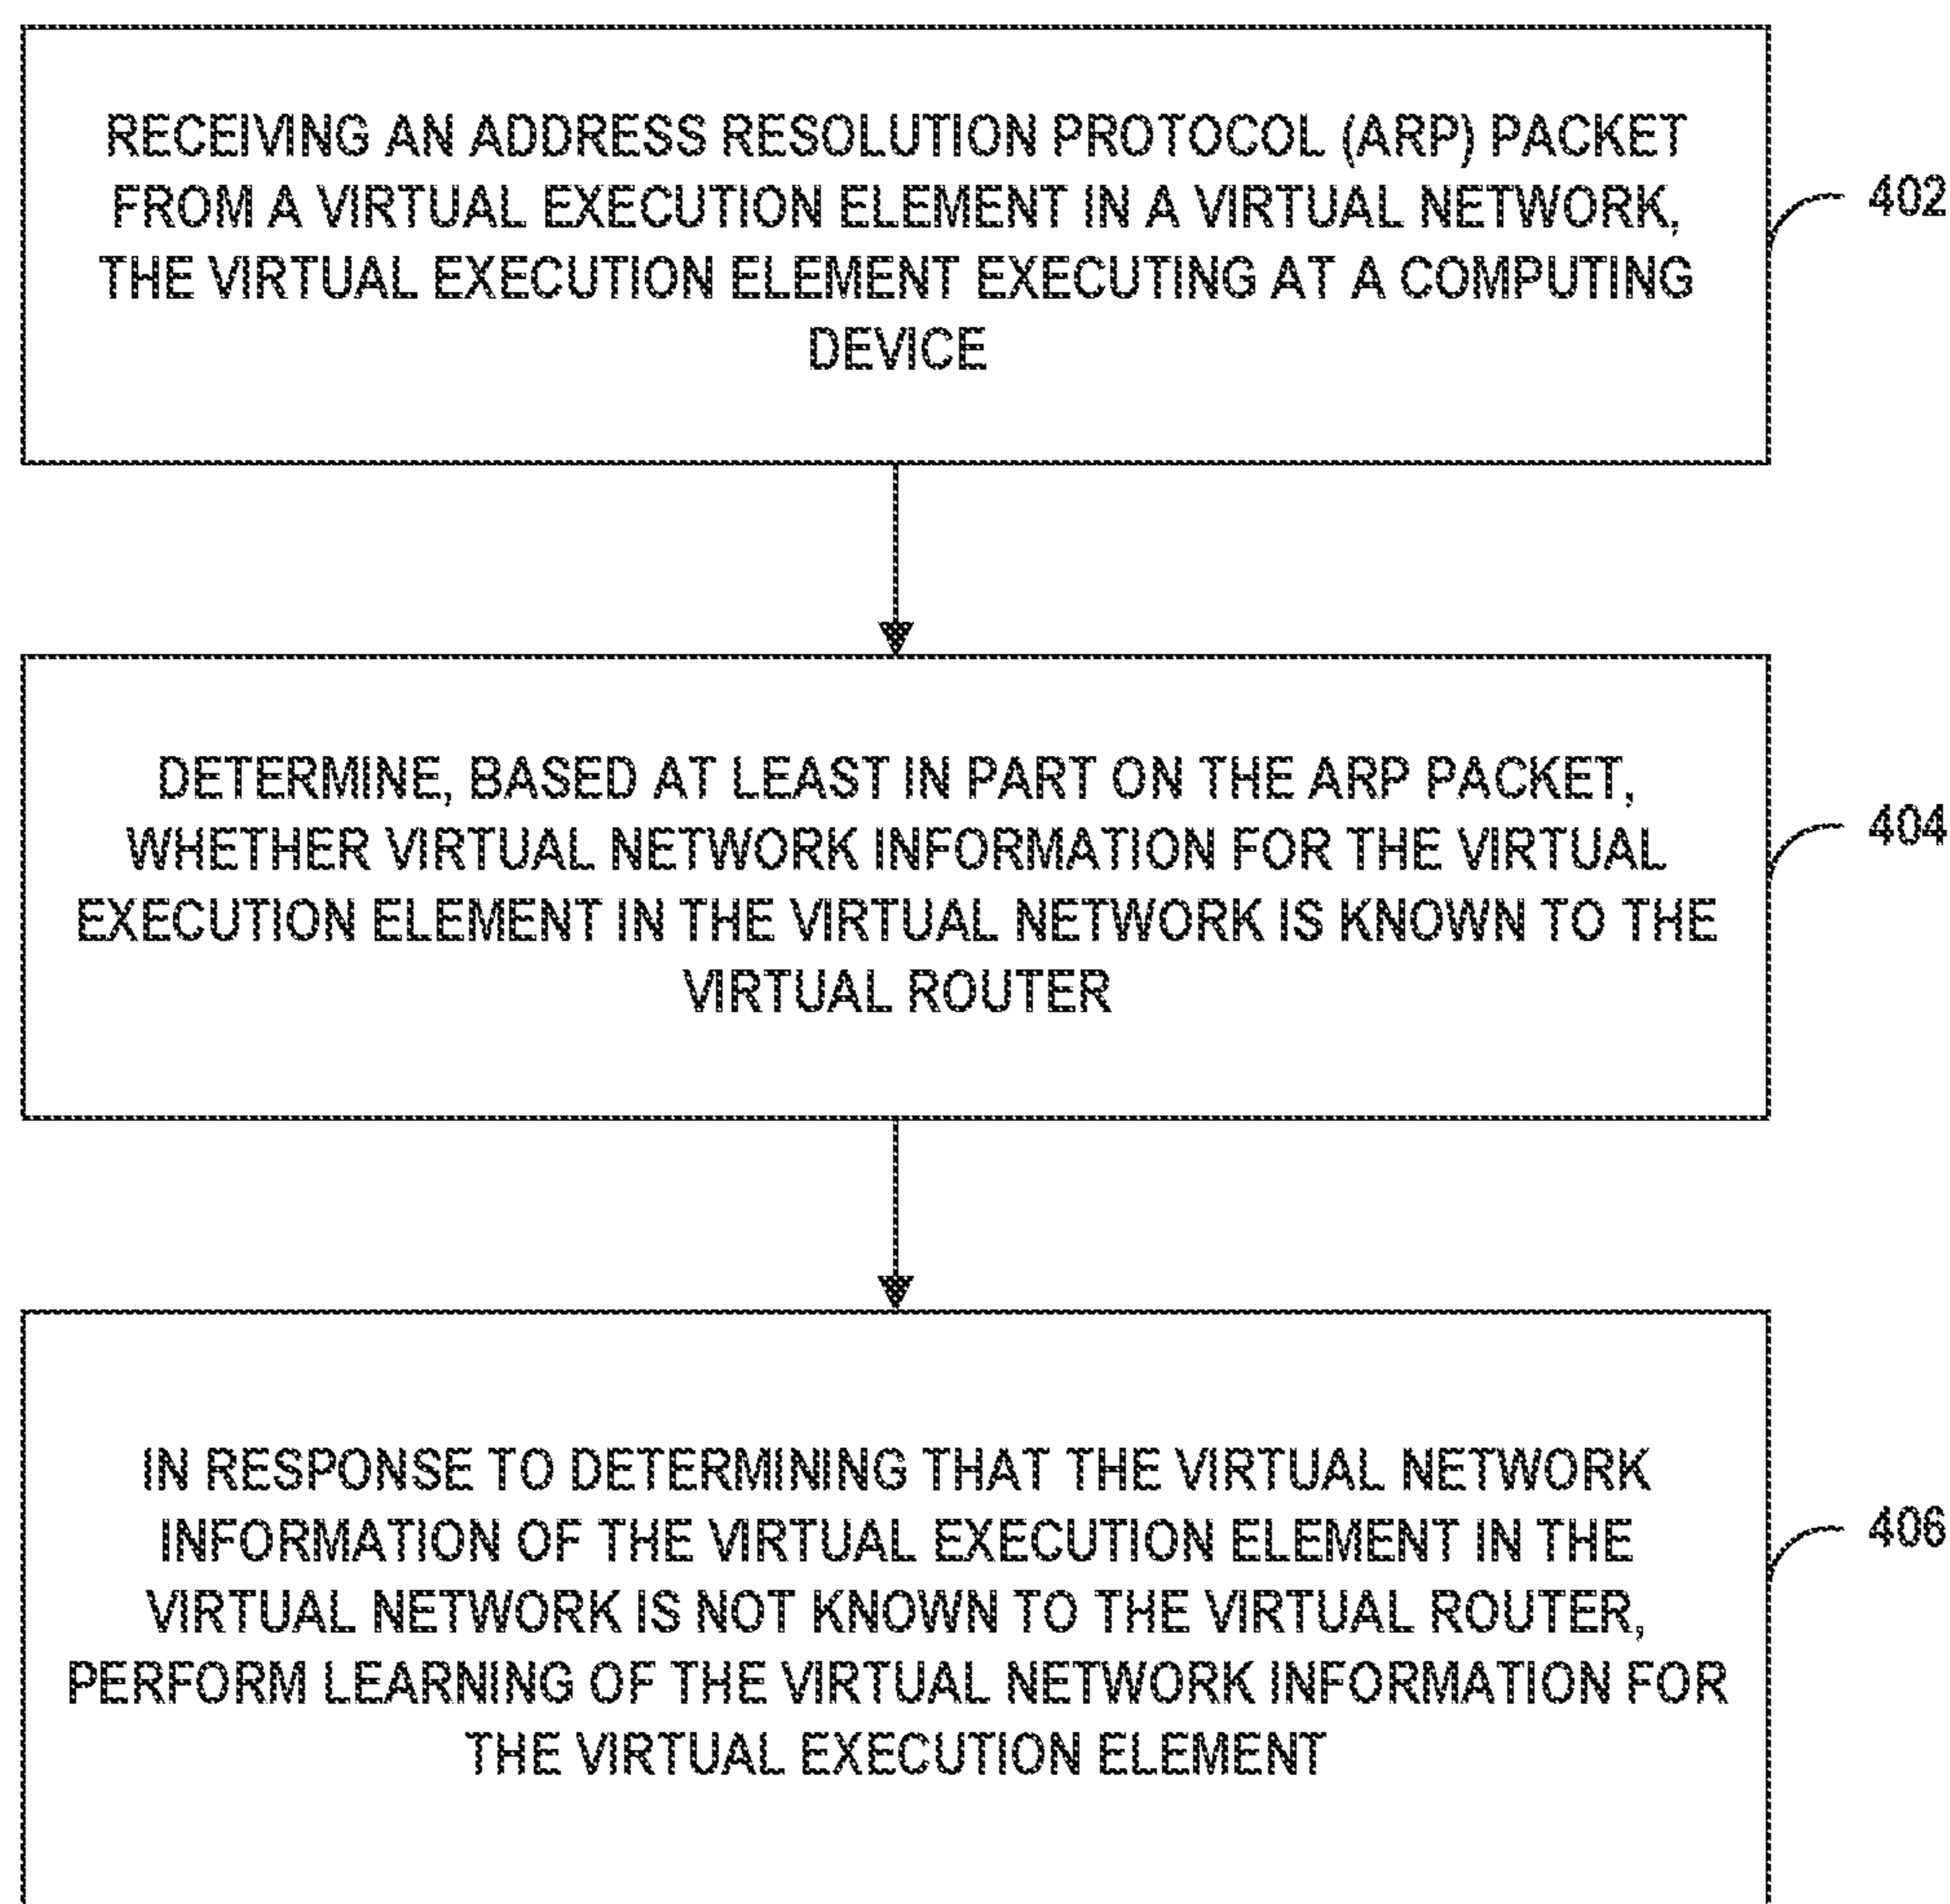 RECEIVING AN ADDRESS RESOLUTION PROTOCOL (ARP) PACKET
FROM A VIRTUAL EXECUTION ELEMENT IN A VIRTUAL NETWORK,
THE VIRTUAL EXECUTION ELEMENT EXECUTING AT A COMPUTING
DEVICE
402
DETERMINE, BASED AT LEAST IN PART ON THE ARP PACKET,
WHETHER VIRTUAL NETWORK INFORMATION FOR THE VIRTUAL
EXECUTION ELEMENT IN THE VIRTUAL NETWORK IS KNOWN TO THE
VIRTUAL ROUTER
404
IN RESPONSE TO DETERMINING THAT THE VIRTUAL NETWORK
INFORMATION OF THE VIRTUAL EXECUTION ELEMENT IN THE
VIRTUAL NETWORK IS NOT KNOWN TO THE VIRTUAL ROUTER,
PERFORM LEARNING OF THE VIRTUAL NETWORK INFORMATION FOR
THE VIRTUAL EXECUTION ELEMENT
406